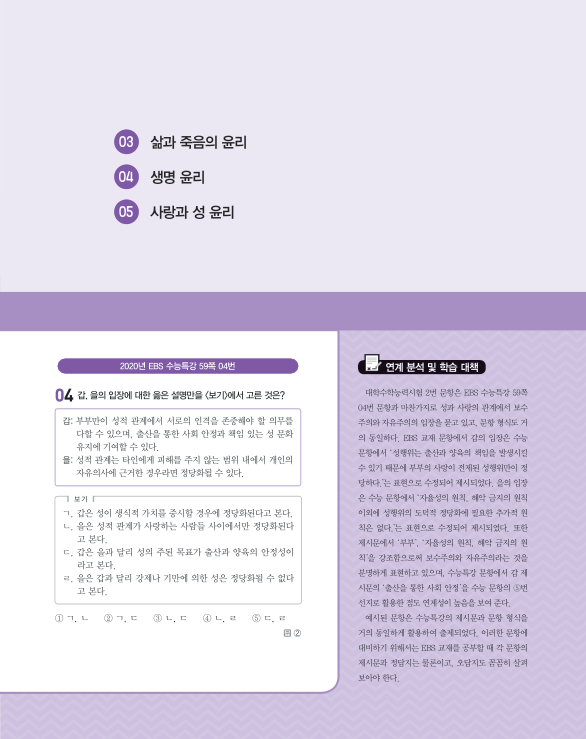 03 삶과 죽음의 윤리
04 생명 윤리
05 사랑과 성 윤리
2020년 EBS 수능특강 59쪽 04번
04 갑, 을의 입장에 대한 옳은 설명만을 <보기>에서 고른 것은?
갑: 부부만이 성적 관계에서 서로의 인격을 존중해야 할 의무를
다할 수 있으며, 출산을 통한 사회 안정과 책임 있는 성 문화
유지에 기여할 수 있다.
을: 성적 관계는 타인에게 피해를 주지 않는 범위 내에서 개인의
자유의사에 근거한 경우라면 정당화될 수 있다.
보기
ㄱ. 갑은 성이 생식적 가치를 중시할 경우에 정당화된다고 본다.
ㄴ. 을은 성적 관계가 사랑하는 사람들 사이에서만 정당화된다
고 본다.
ㄷ. 갑은 을과 달리 성의 주된 목표가 출산과 양육의 안정성이
라고 본다.
ㄹ. 을은 갑과 달리 강제나 기만에 의한 성은 정당화될 수 없다
고 본다.
① ㄱ, ㄴ ② ㄱ, ㄷ ③ ㄴ, ㄷ ④ ㄴ, ㄹ ⑤ ㄷ, ㄹ
답 ②
연계 분석 및 학습 대책
대학수학능력시험 2번 문항은 EBS 수능특강 59쪽
04번 문항과 마찬가지로 성과 사랑의 관계에서 보수
주의와 자유주의의 입장을 묻고 있고, 문항 형식도 거
의 동일하다. EBS 교재 문항에서 갑의 입장은 수능
문항에서 '성행위는 출산과 양육의 책임을 발생시킬
수 있기 때문에 부부의 사랑이 전제된 성행위만이 정
당하다.'는 표현으로 수정되어 제시되었다. 을의 입장
은 수능 문항에서 '자율성의 원칙, 해악 금지의 원칙
이외에 성행위의 도덕적 정당화에 필요한 추가적 원
칙은 없다.'는 표현으로 수정되어 제시되었다. 또한
제시문에서 '부부', '자율성의 원칙, 해악 금지의 원
칙'을 강조함으로써 보수주의와 자유주의라는 것을
분명하게 표현하고 있으며, 수능특강 문항에서 갑 제
시문의 '출산을 통한 사회 안정'을 수능 문항의 ③번
선지로 활용한 점도 연계성이 높음을 보여 준다.
예시된 문항은 수능특강의 제시문과 문항 형식을
거의 동일하게 활용하여 출제되었다. 이러한 문항에
대비하기 위해서는 EBS 교재를 공부할 때 각 문항의
제시문과 정답지는 물론이고, 오답지도 꼼꼼히 살펴
보아야 한다.